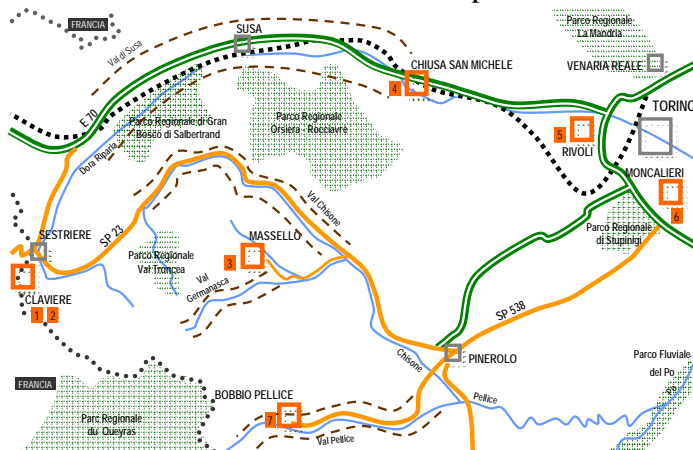 FRANCIA
SUSA
Parco Regionale
La Mandria
Val di Susa
CHIUSA SAN MICHELE
VENARIA REALE
4
TORINO
E 70
Parco Regionale di Gran
Bosco di Salbertrand
Parco Regionale
Orsiera - Rocciavrè
5
RIVOLI
Dora Riparia
MONCALIERI
Val Chisone
6
SESTRIERE
SP 23
MASSELLO
Parco Regionale
di Stupinigi
3
Parco Regionale
Val Troncea
Val
Germanasca
CLAVIERE
1 2
SP 538
Chisone
PINEROLO
Parco Fluviale
del Po
Po
FRANCIA
BOBBIO PELLICE
Pellice
7
Parc Regionale
du Queyras
Val Pellice